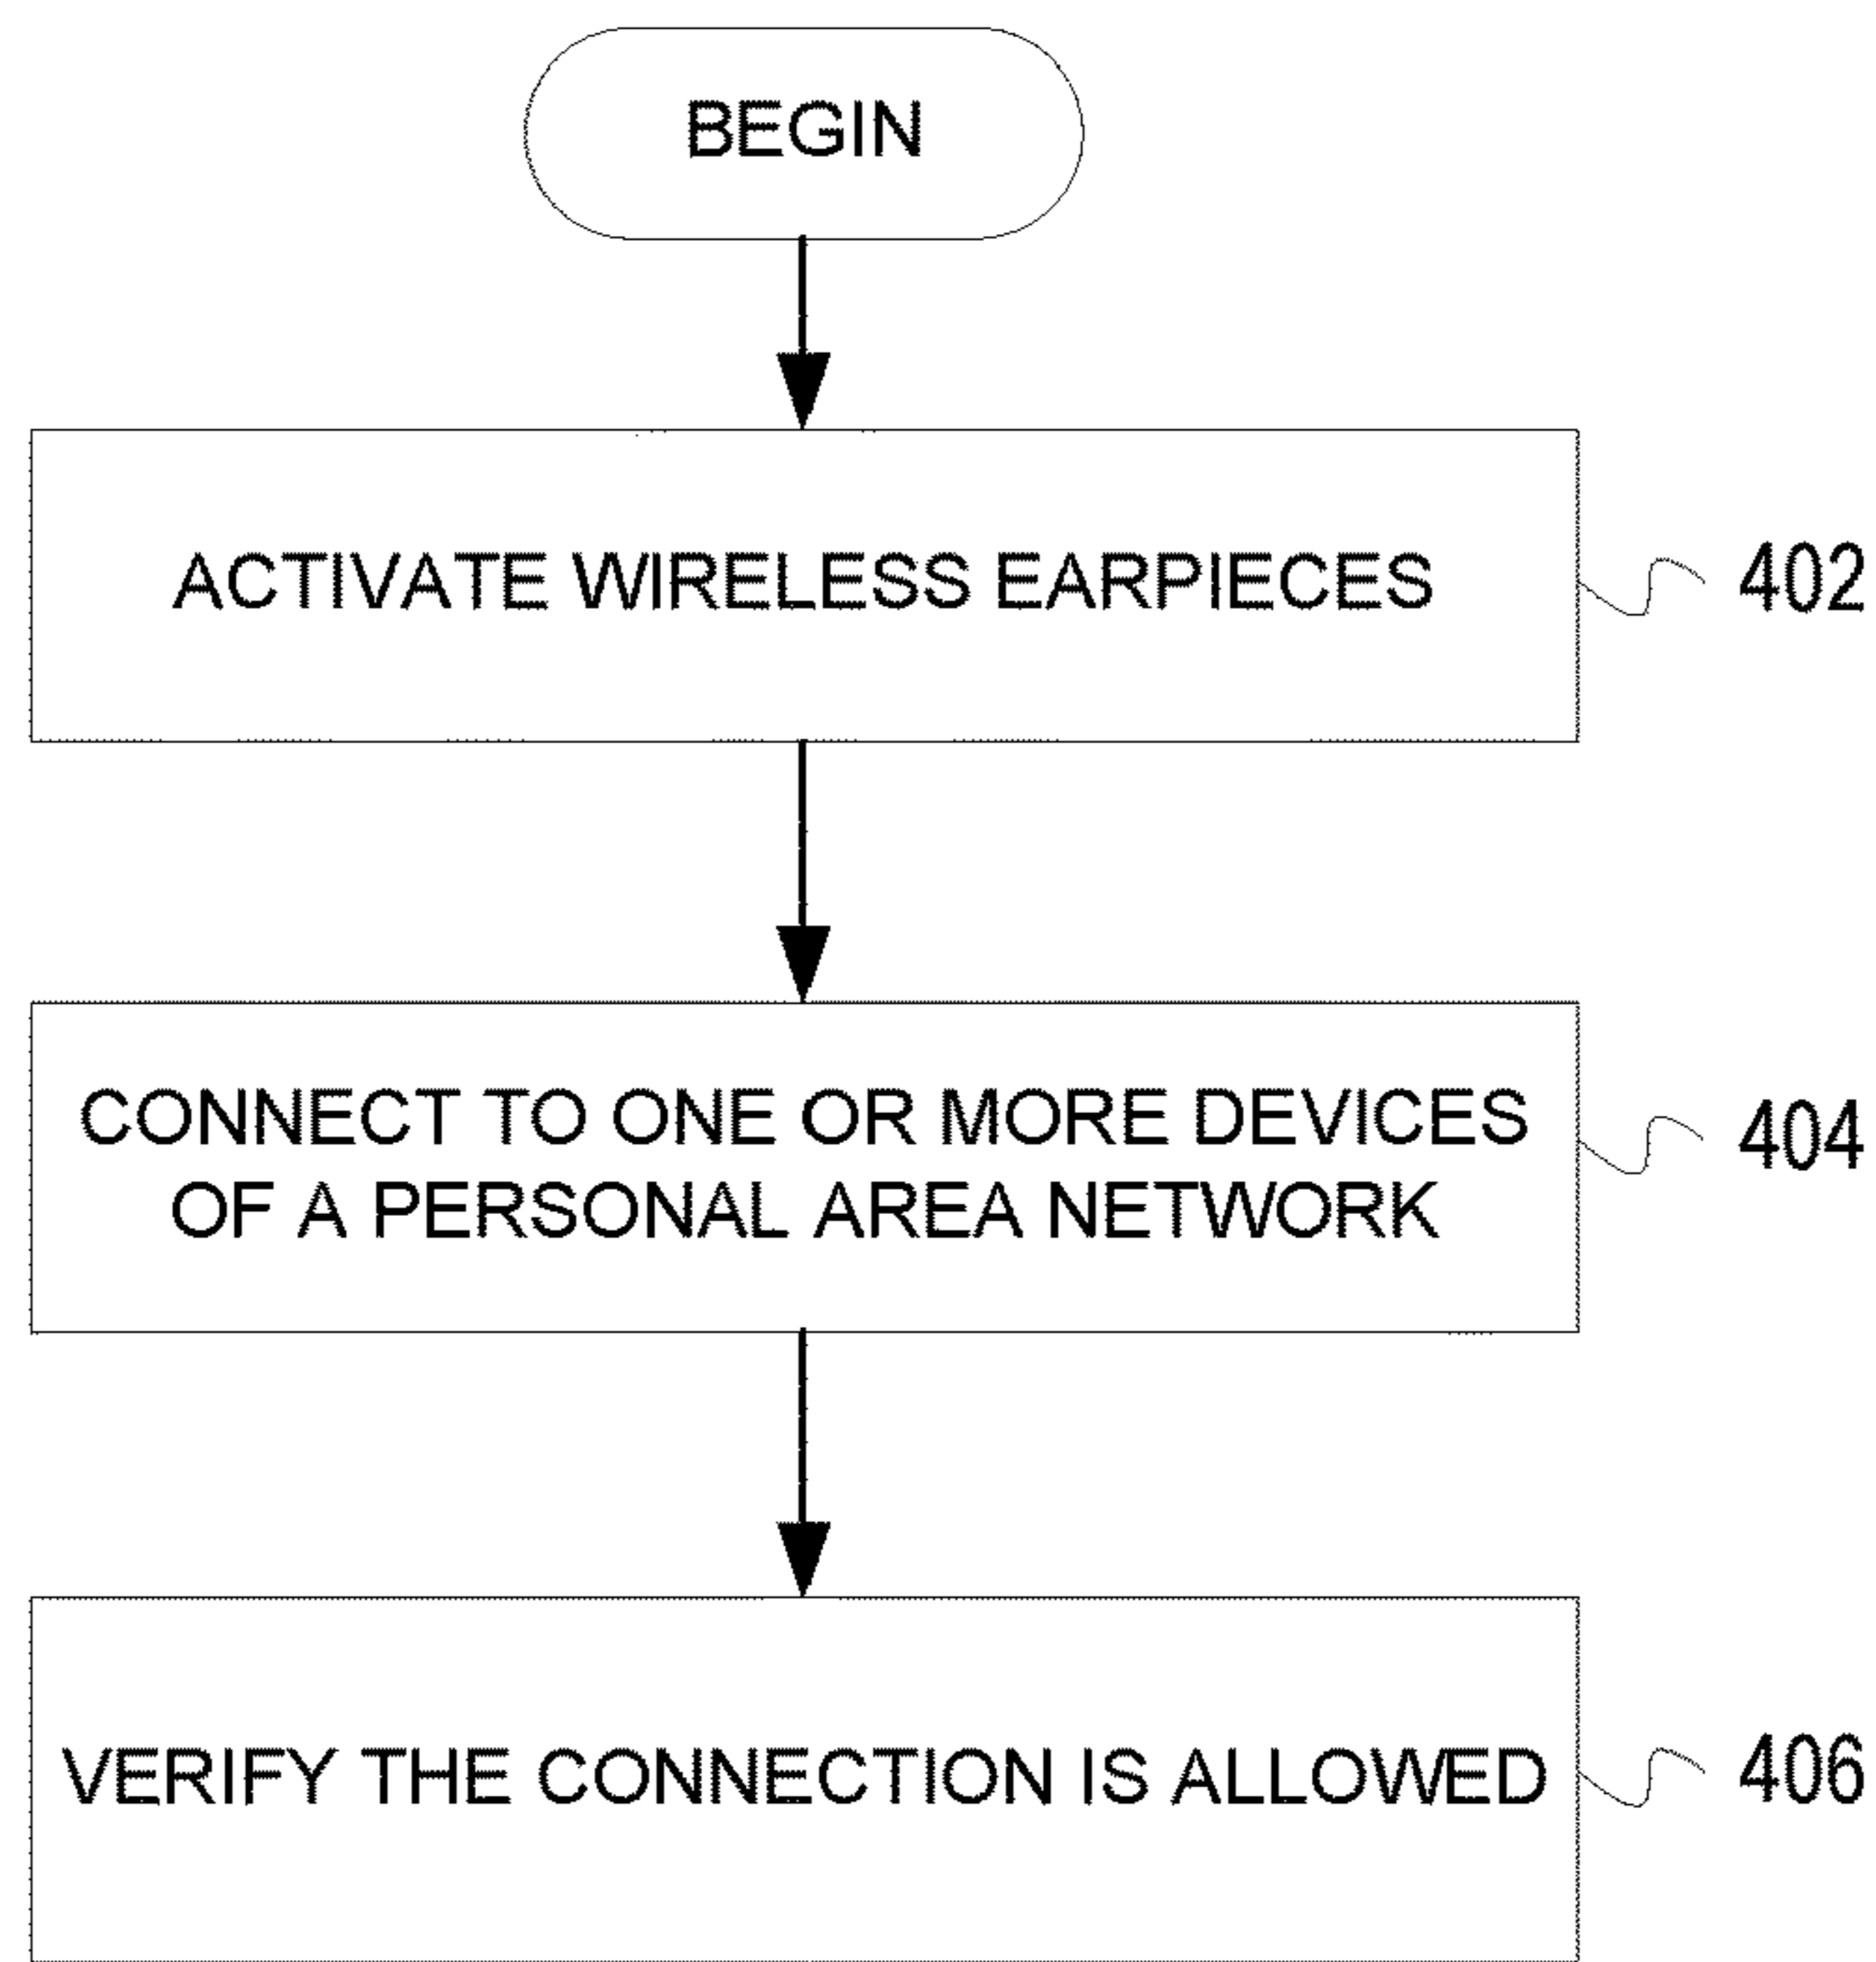 BEGIN
ACTIVATE WIRELESS EARPIECES
402
CONNECT TO ONE OR MORE DEVICES
OF A PERSONAL AREA NETWORK
404
VERIFY THE CONNECTION IS ALLOWED
406